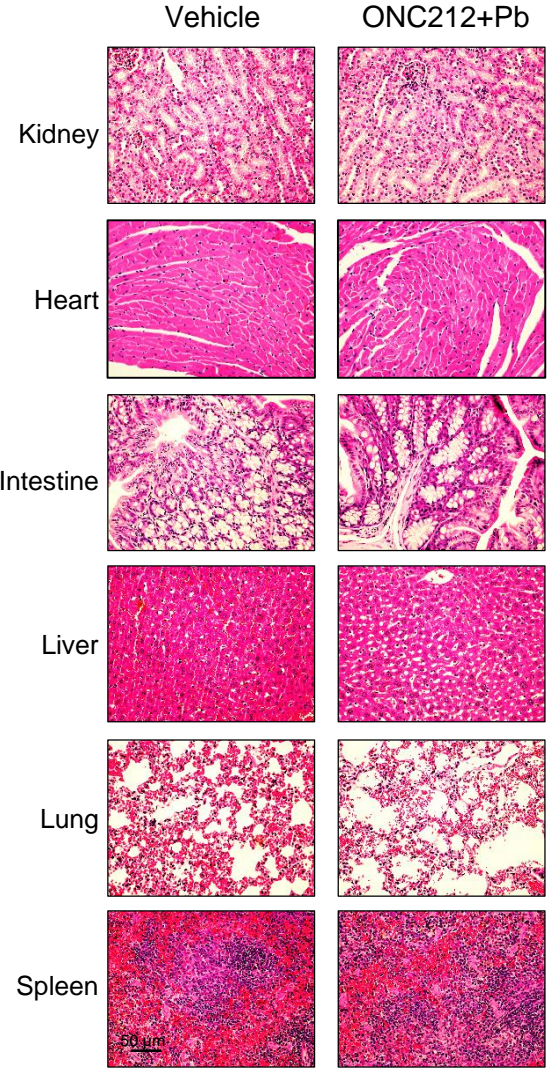 Vehicle ONC212+Pb
Kidney
Heart
Intestine
Liver
Lung
Spleen
50 µm